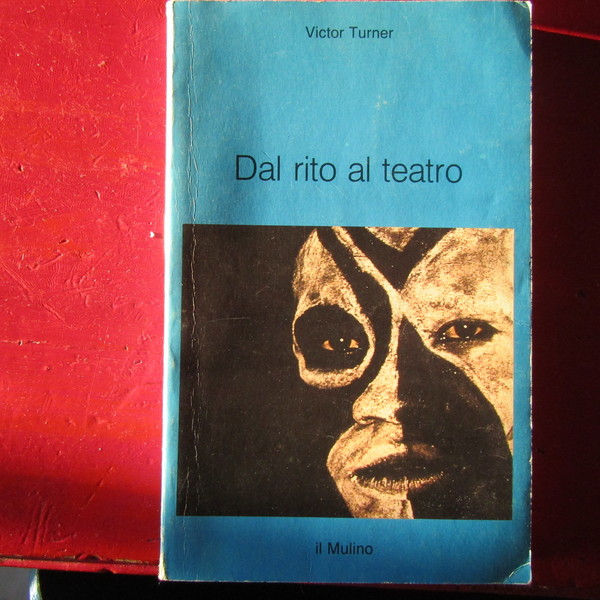 Victor Turner
Dal rito al teatro
il Mulino